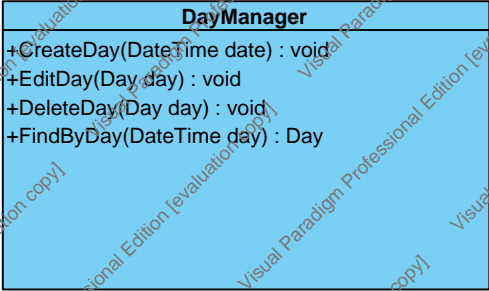 DayManager
+CreateDay(DateTime date) : void
+EditDay(Day day) : void
+DeleteDay(Day day) : void
+FindByDay(DateTime day) : Day
Visual Paradigm Professional Edition [evaluation copy]